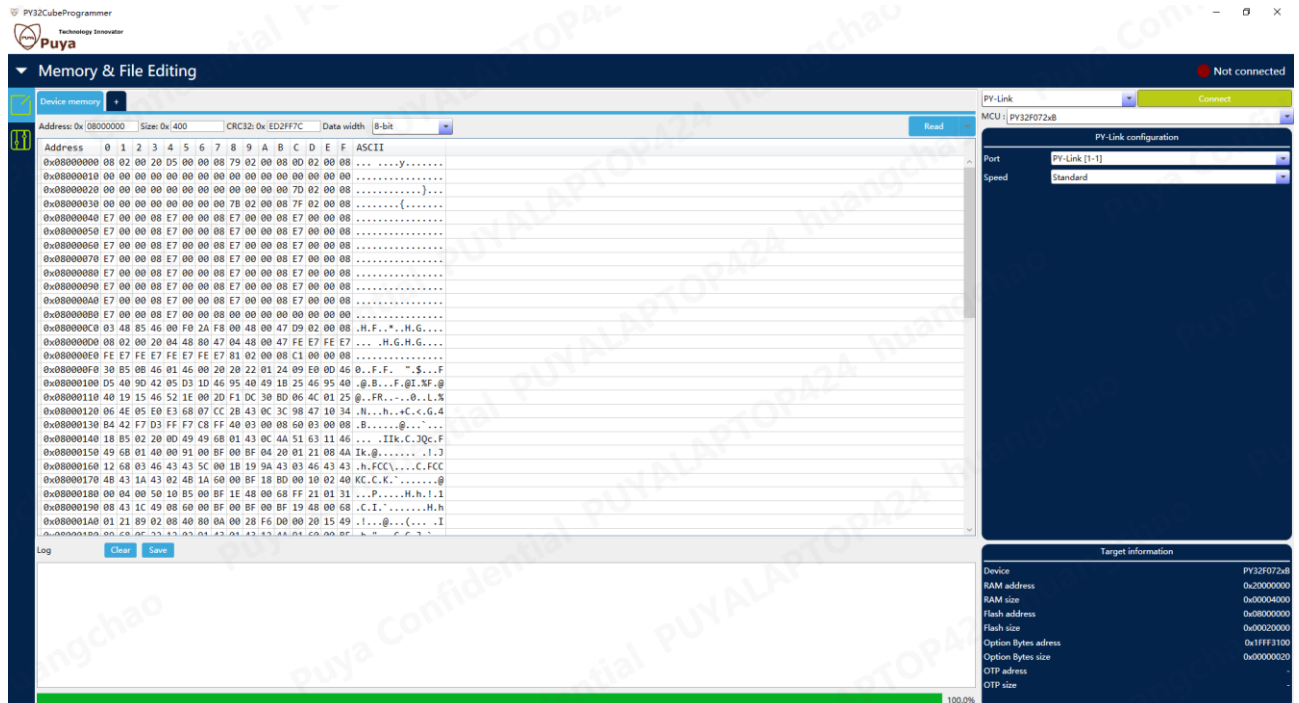 PY32CubeProgrammer
Technology Innovator
Puya
Memory & File Editing
Not connected
Device memory +
Address: 0x 08000000 Size: 0x 400 CRC32: 0x ED2FF7C Data width 8-bit Read
Address 0 1 2 3 4 5 6 7 8 9 A B C D E F ASCII
0x08000000 08 02 00 20 D5 00 00 08 79 02 00 08 0D 02 00 08 ... ....y.......
0x08000010 00 00 00 00 00 00 00 00 00 00 00 00 00 00 00 00 ................
0x08000020 00 00 00 00 00 00 00 00 00 00 00 00 7D 02 00 08 ............}...
0x08000030 00 00 00 00 00 00 00 00 7B 02 00 08 7F 02 00 08 ........{.......
0x08000040 E7 00 00 08 E7 00 00 08 E7 00 00 08 E7 00 00 08 ................
0x08000050 E7 00 00 08 E7 00 00 08 E7 00 00 08 E7 00 00 08 ................
0x08000060 E7 00 00 08 E7 00 00 08 E7 00 00 08 E7 00 00 08 ................
0x08000070 E7 00 00 08 E7 00 00 08 E7 00 00 08 E7 00 00 08 ................
0x08000080 E7 00 00 08 E7 00 00 08 E7 00 00 08 E7 00 00 08 ................
0x08000090 E7 00 00 08 E7 00 00 08 E7 00 00 08 E7 00 00 08 ................
0x080000A0 E7 00 00 08 E7 00 00 08 E7 00 00 08 E7 00 00 08 ................
0x080000B0 E7 00 00 08 E7 00 00 08 00 00 00 00 00 00 00 00 ................
0x080000C0 03 48 85 46 00 F0 2A F8 00 48 00 47 D9 02 00 08 .H.F..*..H.G....
0x080000D0 08 02 00 20 04 48 80 47 04 48 00 47 FE E7 FE E7 ... .H.G.H.G....
0x080000E0 FE E7 FE E7 FE E7 FE E7 81 02 00 08 C1 00 00 08 ................
0x080000F0 30 B5 0B 46 01 46 00 20 20 22 01 24 09 E0 0D 46 0..F.F.  ".$...F
0x08000100 D5 40 9D 42 05 D3 1D 46 95 40 49 1B 25 46 95 40 .@.B...F.@I.%F.@
0x08000110 40 19 15 46 52 1E 00 2D F1 DC 30 BD 06 4C 01 25 @..FR..-..0..L.%
0x08000120 06 4E 05 E0 E3 68 07 CC 2B 43 0C 3C 98 47 10 34 .N...h..+C.<.G.4
0x08000130 B4 42 F7 D3 FF F7 C8 FF 40 03 00 08 60 03 00 08 .B......@...`...
0x08000140 18 B5 02 20 0D 49 49 6B 01 43 0C 4A 51 63 11 46 ... .IIk.C.JQc.F
0x08000150 49 6B 01 40 00 91 00 BF 00 BF 04 20 01 21 08 4A Ik.@....... .!.J
0x08000160 12 68 03 46 43 43 5C 00 1B 19 9A 43 03 46 43 43 .h.FCC\....C.FCC
0x08000170 4B 43 1A 43 02 4B 1A 60 00 BF 18 BD 00 10 02 40 KC.C.K.`.......@
0x08000180 00 04 00 50 10 B5 00 BF 1E 48 00 68 FF 21 01 31 ...P.....H.h.!.1
0x08000190 08 43 1C 49 08 60 00 BF 00 BF 00 BF 19 48 00 68 .C.I.`.......H.h
0x080001A0 01 21 89 02 08 40 80 0A 00 28 F6 D0 00 20 15 49 .!...@...(... .I
Log Clear Save
100.0%
PY-Link Connect
MCU : PY32F072xB
PY-Link configuration
Port PY-Link [1-1]
Speed Standard
Target information
Device PY32F072xB
RAM address 0x20000000
RAM size 0x00004000
Flash address 0x08000000
Flash size 0x00020000
Option Bytes adress 0x1FFF3100
Option Bytes size 0x00000020
OTP adress -
OTP size -